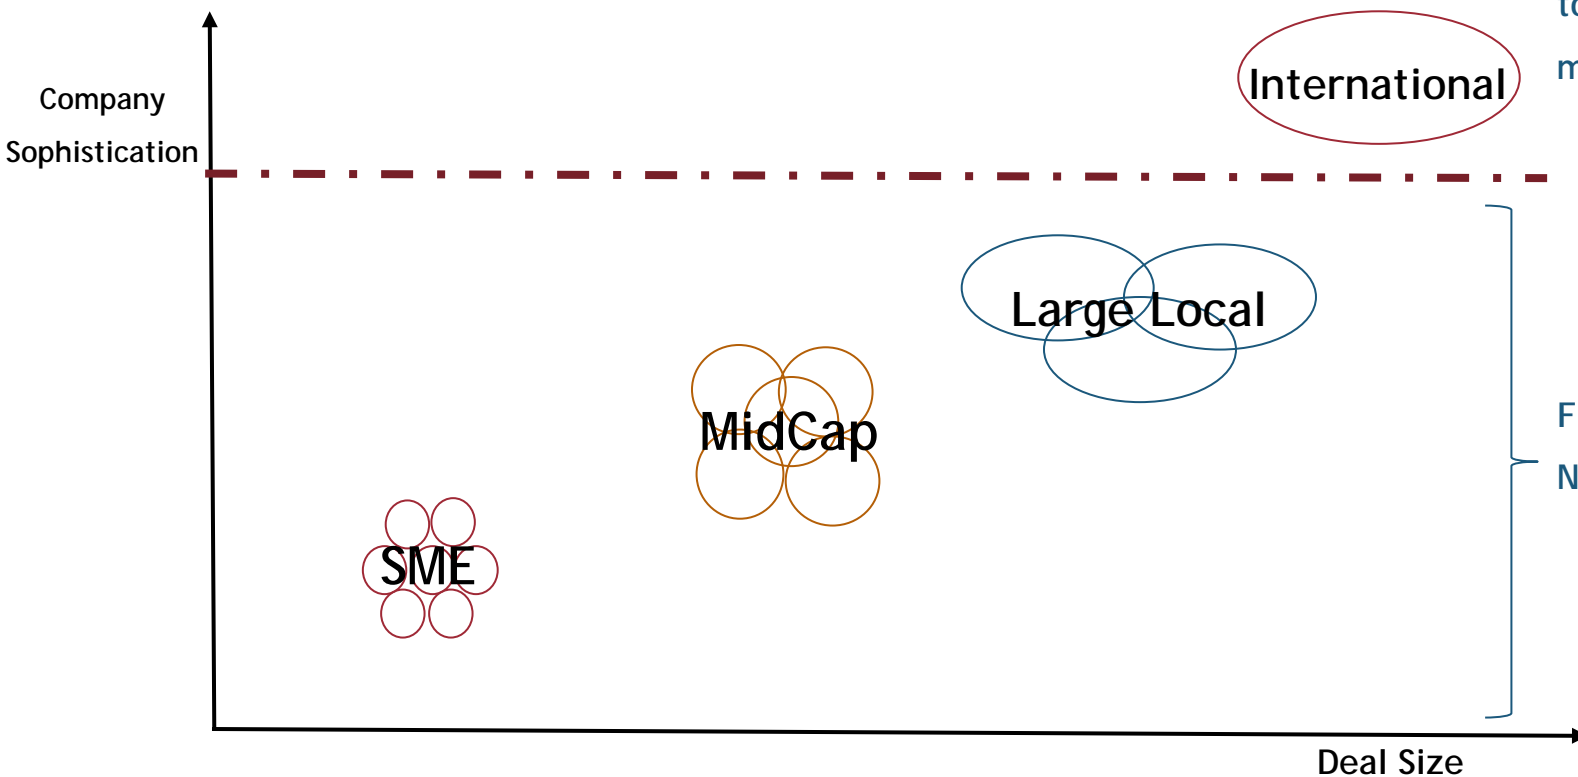 Company
Sophistication
International
Large Local
MidCap
SME
Deal Size